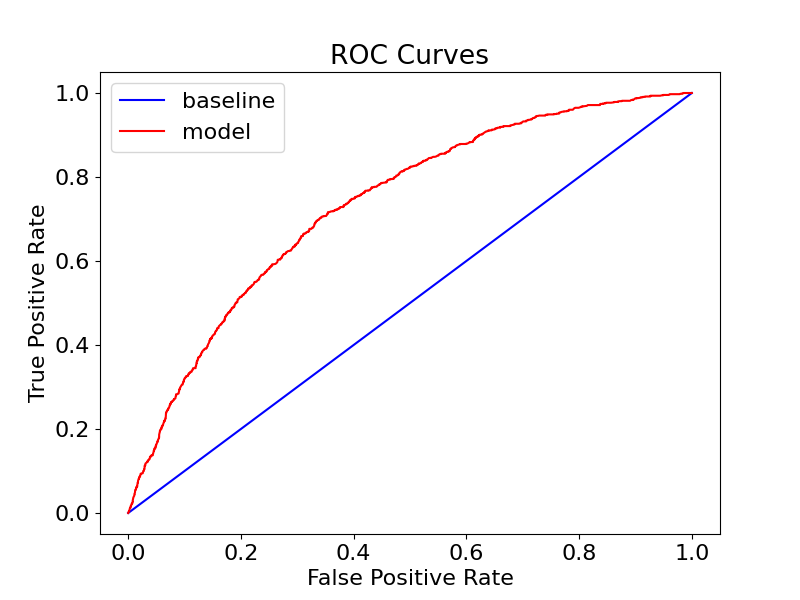 ROC Curves
baseline
model
True Positive Rate
1.0
0.8
0.6
0.4
0.2
0.0
0.0 0.2 0.4 0.6 0.8 1.0
False Positive Rate